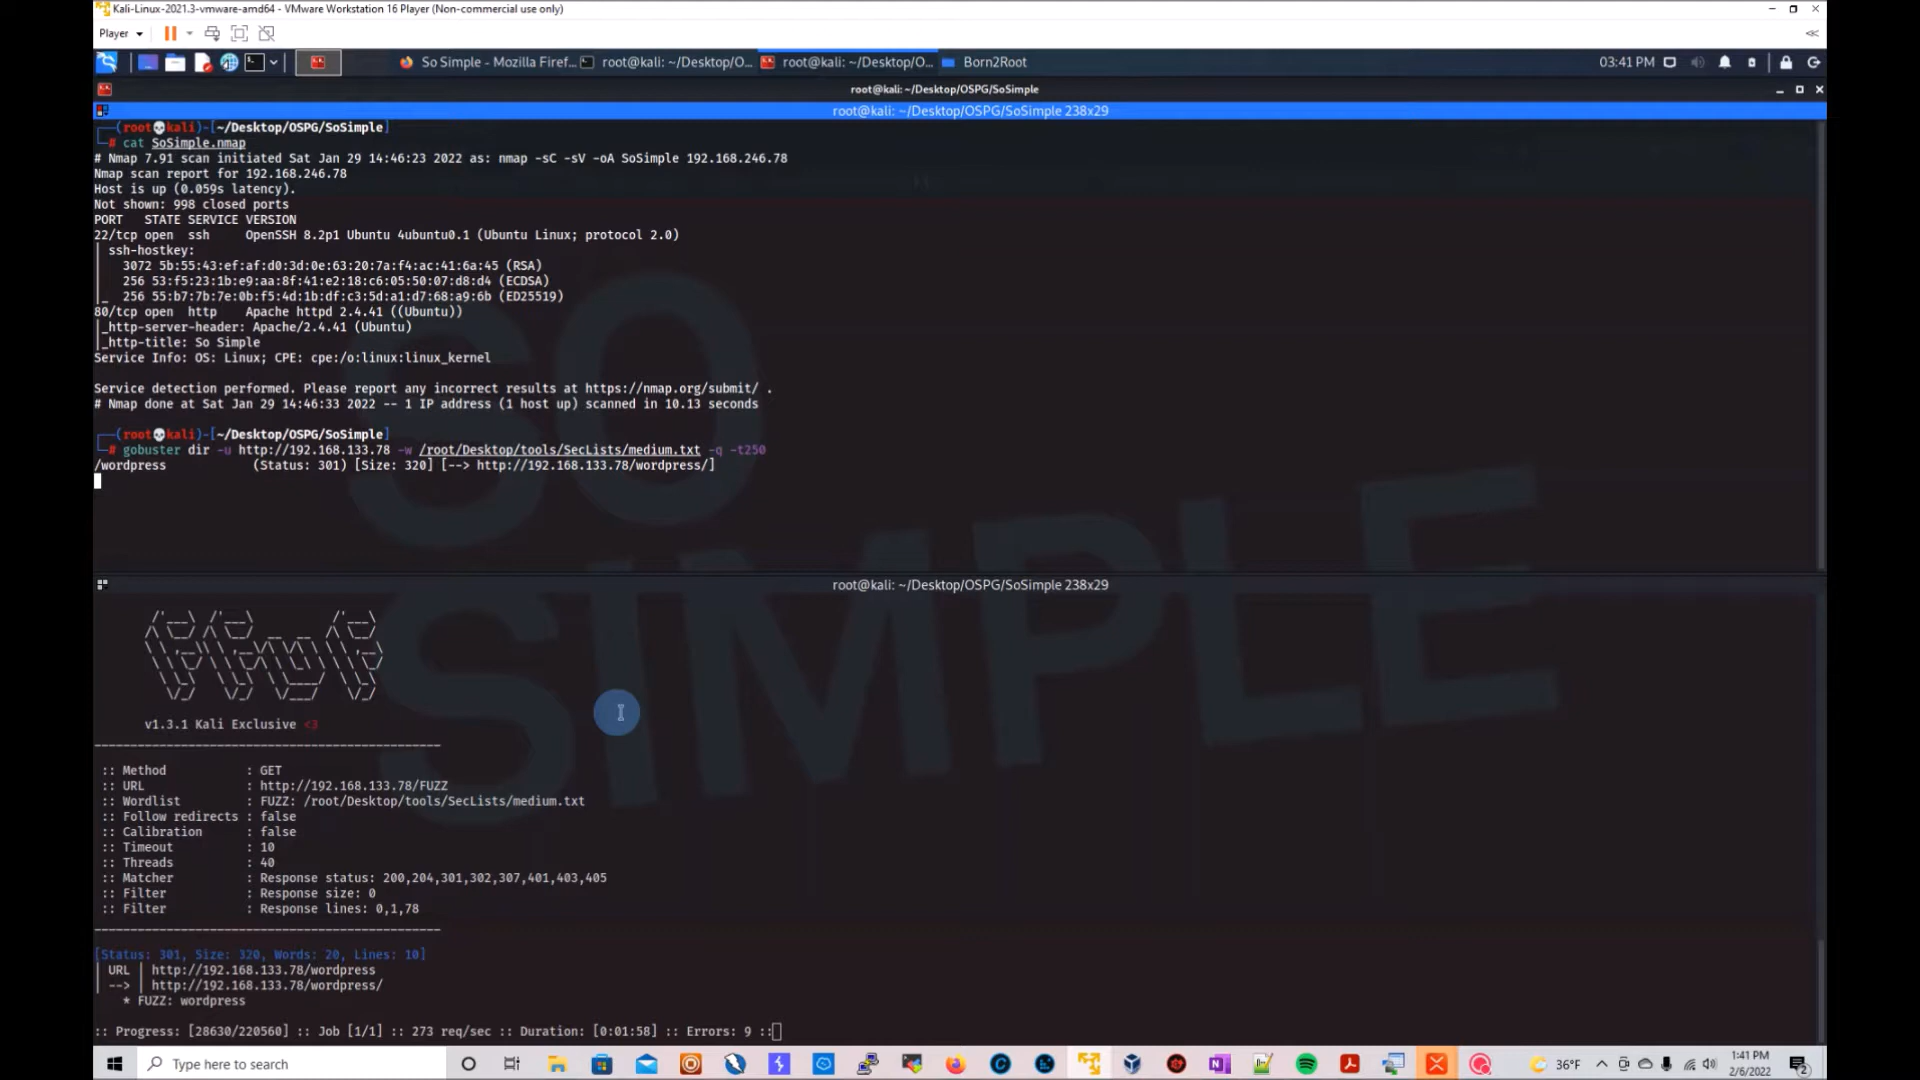 Kali-Linux-2021.3-vmware-amd64 - VMware Workstation 16 Player (Non-commercial use only)
Player
So Simple - Mozilla Firef...
root@kali: ~/Desktop/O...
root@kali: ~/Desktop/O...
Born2Root
03:41 PM
root@kali: ~/Desktop/OSPG/SoSimple
root@kali: ~/Desktop/OSPG/SoSimple 238x29
(root💀kali)-[~/Desktop/OSPG/SoSimple]
# cat SoSimple.nmap
# Nmap 7.91 scan initiated Sat Jan 29 14:46:23 2022 as: nmap -sC -sV -oA SoSimple 192.168.246.78
Nmap scan report for 192.168.246.78
Host is up (0.059s latency).
Not shown: 998 closed ports
PORT   STATE SERVICE VERSION
22/tcp open  ssh     OpenSSH 8.2p1 Ubuntu 4ubuntu0.1 (Ubuntu Linux; protocol 2.0)
| ssh-hostkey:
|   3072 5b:55:43:ef:af:d0:3d:0e:63:20:7a:f4:ac:41:6a:45 (RSA)
|   256 53:f5:23:1b:e9:aa:8f:41:e2:18:c6:05:50:07:d8:d4 (ECDSA)
|_  256 55:b7:7b:7e:0b:f5:4d:1b:df:c3:5d:a1:d7:68:a9:6b (ED25519)
80/tcp open  http    Apache httpd 2.4.41 ((Ubuntu))
|_http-server-header: Apache/2.4.41 (Ubuntu)
|_http-title: So Simple
Service Info: OS: Linux; CPE: cpe:/o:linux:linux_kernel
Service detection performed. Please report any incorrect results at https://nmap.org/submit/ .
# Nmap done at Sat Jan 29 14:46:33 2022 -- 1 IP address (1 host up) scanned in 10.13 seconds
(root💀kali)-[~/Desktop/OSPG/SoSimple]
# gobuster dir -u http://192.168.133.78 -w /root/Desktop/tools/SecLists/medium.txt -q -t250
/wordpress            (Status: 301) [Size: 320] [--> http://192.168.133.78/wordpress/]
SO
SIMPLE
root@kali: ~/Desktop/OSPG/SoSimple 238x29
v1.3.1 Kali Exclusive <3
:: Method           : GET
:: URL              : http://192.168.133.78/FUZZ
:: Wordlist         : FUZZ: /root/Desktop/tools/SecLists/medium.txt
:: Follow redirects : false
:: Calibration      : false
:: Timeout          : 10
:: Threads          : 40
:: Matcher          : Response status: 200,204,301,302,307,401,403,405
:: Filter           : Response size: 0
:: Filter           : Response lines: 0,1,78
[Status: 301, Size: 320, Words: 20, Lines: 10]
| URL | http://192.168.133.78/wordpress
| --> | http://192.168.133.78/wordpress/
* FUZZ: wordpress
:: Progress: [28630/220560] :: Job [1/1] :: 273 req/sec :: Duration: [0:01:58] :: Errors: 9 ::
Type here to search
36°F
1:41 PM
2/6/2022
2